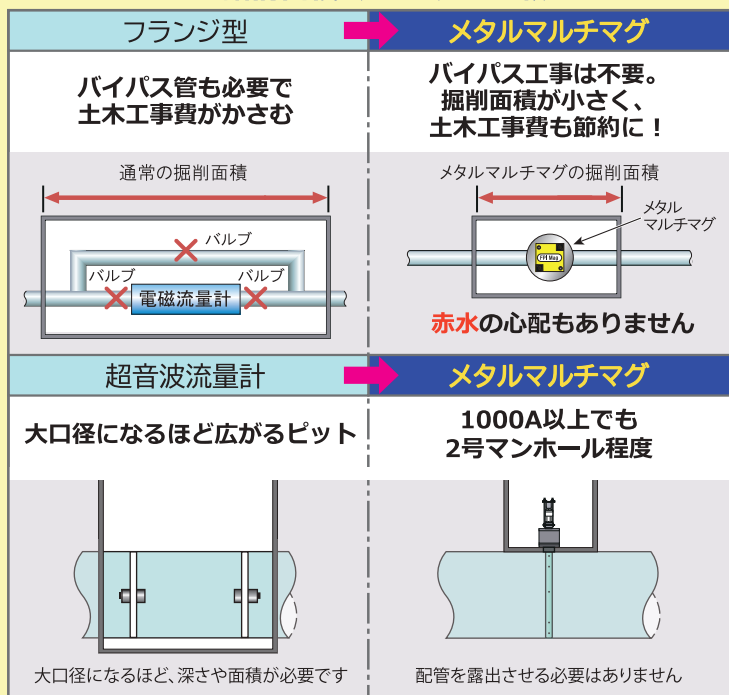 フランジ型
メタルマルチマグ
バイパス管も必要で
土木工事費がかさむ
バイパス工事は不要。
掘削面積が小さく、
土木工事費も節約に！
通常の掘削面積
バルブ
バルブ
バルブ
電磁流量計
メタルマルチマグの掘削面積
メタル
マルチマグ
FPI Mag
赤水の心配もありません
超音波流量計
メタルマルチマグ
大口径になるほど広がるピット
1000A以上でも
2号マンホール程度
大口径になるほど、深さや面積が必要です
配管を露出させる必要はありません